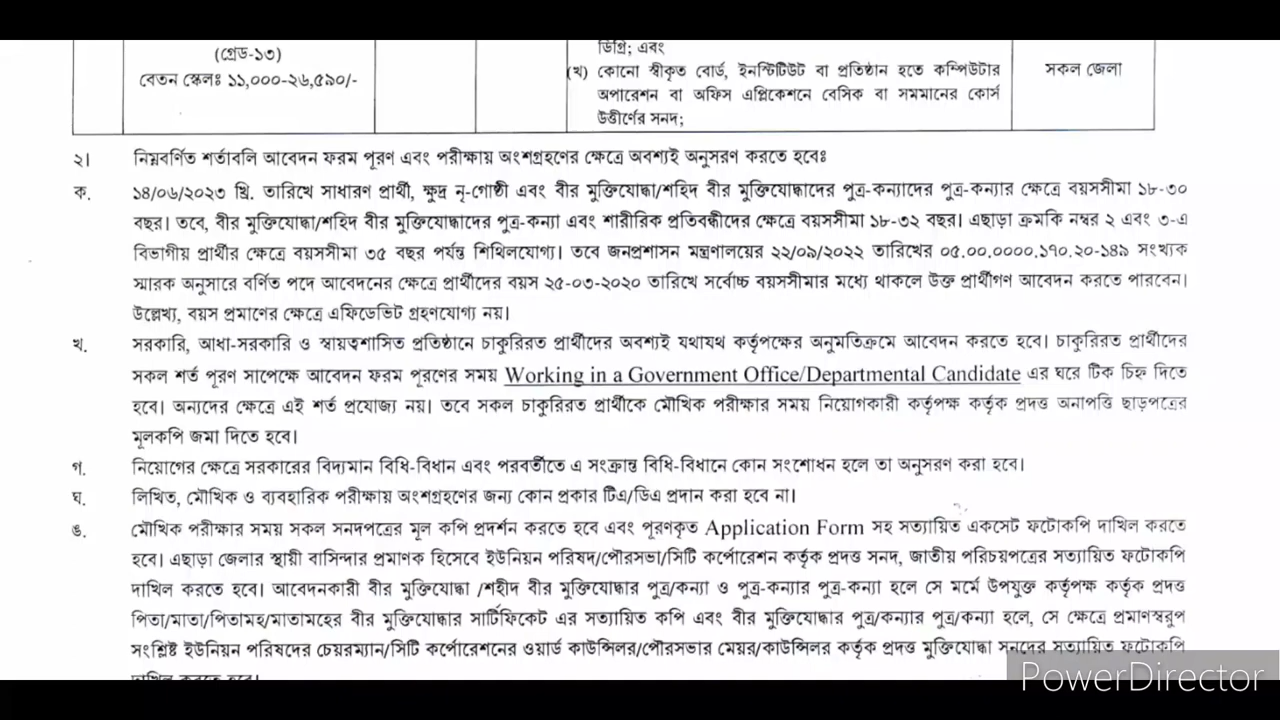 (গ্রেড-১৩)
বেতন স্কেলঃ ১১,০০০-২৬,৫৯০/-
ডিগ্রি; এবং
(খ) কোনো স্বীকৃত বোর্ড, ইনস্টিটিউট বা প্রতিষ্ঠান হতে কম্পিউটার
অপারেশন বা অফিস এপ্লিকেশনে বেসিক বা সমমানের কোর্স
উত্তীর্ণের সনদ;
সকল জেলা
২। নিম্নবর্ণিত শর্তাবলি আবেদন ফরম পূরণ এবং পরীক্ষায় অংশগ্রহণের ক্ষেত্রে অবশ্যই অনুসরণ করতে হবেঃ
ক. ১৪/০৬/২০২৩ খ্রি. তারিখে সাধারণ প্রার্থী, ক্ষুদ্র নৃ-গোষ্ঠী এবং বীর মুক্তিযোদ্ধা/শহিদ বীর মুক্তিযোদ্ধাদের পুত্র-কন্যাদের পুত্র-কন্যার ক্ষেত্রে বয়সসীমা ১৮-৩০
বছর। তবে, বীর মুক্তিযোদ্ধা/শহিদ বীর মুক্তিযোদ্ধাদের পুত্র-কন্যা এবং শারীরিক প্রতিবন্ধীদের ক্ষেত্রে বয়সসীমা ১৮-৩২ বছর। এছাড়া ক্রমকি নম্বর ২ এবং ৩-এ
বিভাগীয় প্রার্থীর ক্ষেত্রে বয়সসীমা ৩৫ বছর পর্যন্ত শিথিলযোগ্য। তবে জনপ্রশাসন মন্ত্রণালয়ের ২২/০৯/২০২২ তারিখের ০৫.০০.০০০০.১৭০.২০-১৪৯ সংখ্যক
স্মারক অনুসারে বর্ণিত পদে আবেদনের ক্ষেত্রে প্রার্থীদের বয়স ২৫-০৩-২০২০ তারিখে সর্বোচ্চ বয়সসীমার মধ্যে থাকলে উক্ত প্রার্থীগণ আবেদন করতে পারবেন।
উল্লেখ্য, বয়স প্রমাণের ক্ষেত্রে এফিডেভিট গ্রহণযোগ্য নয়।
খ. সরকারি, আধা-সরকারি ও স্বায়ত্বশাসিত প্রতিষ্ঠানে চাকুরিরত প্রার্থীদের অবশ্যই যথাযথ কর্তৃপক্ষের অনুমতিক্রমে আবেদন করতে হবে। চাকুরিরত প্রার্থীদের
সকল শর্ত পূরণ সাপেক্ষে আবেদন ফরম পূরণের সময় Working in a Government Office/Departmental Candidate এর ঘরে টিক চিহ্ন দিতে
হবে। অন্যদের ক্ষেত্রে এই শর্ত প্রযোজ্য নয়। তবে সকল চাকুরিরত প্রার্থীকে মৌখিক পরীক্ষার সময় নিয়োগকারী কর্তৃপক্ষ কর্তৃক প্রদত্ত অনাপত্তি ছাড়পত্রের
মূলকপি জমা দিতে হবে।
গ. নিয়োগের ক্ষেত্রে সরকারের বিদ্যমান বিধি-বিধান এবং পরবর্তীতে এ সংক্রান্ত বিধি-বিধানে কোন সংশোধন হলে তা অনুসরণ করা হবে।
ঘ. লিখিত, মৌখিক ও ব্যবহারিক পরীক্ষায় অংশগ্রহণের জন্য কোন প্রকার টিএ/ডিএ প্রদান করা হবে না।
ঙ. মৌখিক পরীক্ষার সময় সকল সনদপত্রের মূল কপি প্রদর্শন করতে হবে এবং পূরণকৃত Application Form সহ সত্যায়িত একসেট ফটোকপি দাখিল করতে
হবে। এছাড়া জেলার স্থায়ী বাসিন্দার প্রমাণক হিসেবে ইউনিয়ন পরিষদ/পৌরসভা/সিটি কর্পোরেশন কর্তৃক প্রদত্ত সনদ, জাতীয় পরিচয়পত্রের সত্যায়িত ফটোকপি
দাখিল করতে হবে। আবেদনকারী বীর মুক্তিযোদ্ধা /শহীদ বীর মুক্তিযোদ্ধার পুত্র/কন্যা ও পুত্র-কন্যার পুত্র-কন্যা হলে সে মর্মে উপযুক্ত কর্তৃপক্ষ কর্তৃক প্রদত্ত
পিতা/মাতা/পিতামহ/মাতামহের বীর মুক্তিযোদ্ধার সার্টিফিকেট এর সত্যায়িত কপি এবং বীর মুক্তিযোদ্ধার পুত্র/কন্যার পুত্র/কন্যা হলে, সে ক্ষেত্রে প্রমাণস্বরূপ
সংশ্লিষ্ট ইউনিয়ন পরিষদের চেয়ারম্যান/সিটি কর্পোরেশনের ওয়ার্ড কাউন্সিলর/পৌরসভার মেয়র/কাউন্সিলর কর্তৃক প্রদত্ত মুক্তিযোদ্ধা সনদের সত্যায়িত ফটোকপি
দাখিল করতে হবে।
PowerDirector